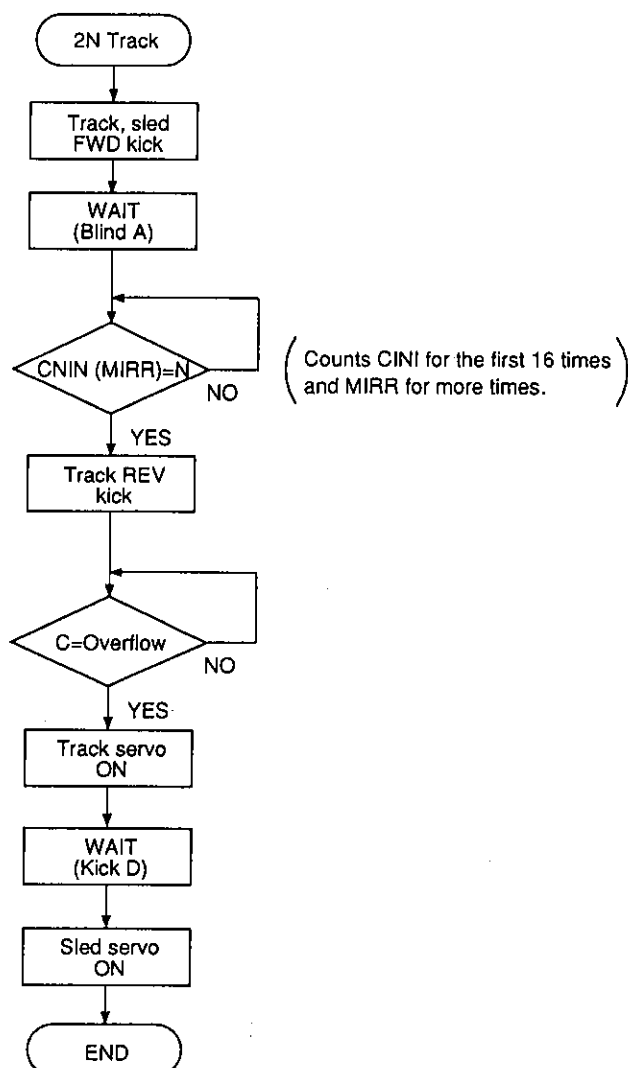 2N Track
Track, sled
FWD kick
WAIT
(Blind A)
CNIN (MIRR)=N
NO
(Counts CINI for the first 16 times
and MIRR for more times.)
YES
Track REV
kick
C=Overflow
NO
YES
Track servo
ON
WAIT
(Kick D)
Sled servo
ON
END